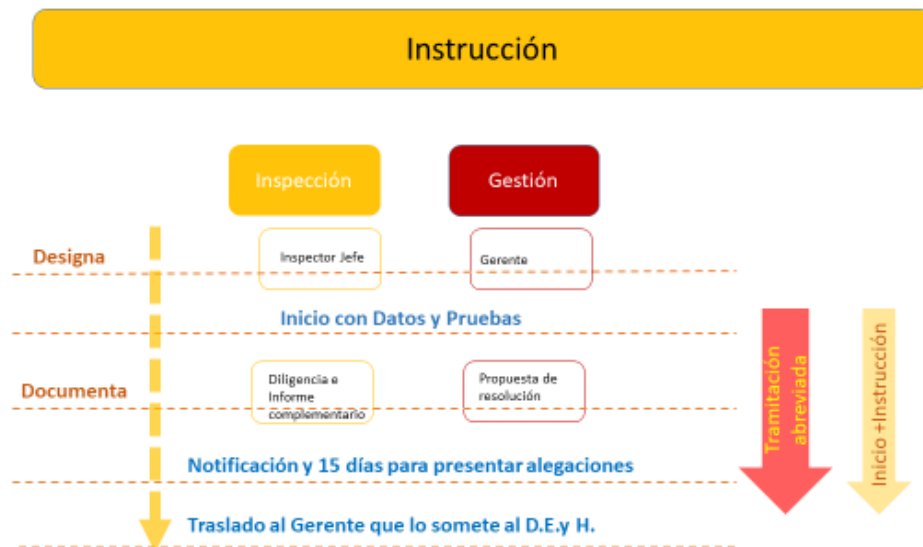 Instrucción
Inspección
Gestión
Designa
Inspector Jefe
Gerente
Inicio con Datos y Pruebas
Documenta
Diligencia e
Informe
complementario
Propuesta de
resolución
Tramitación
abreviada
Inicio +Instrucción
Notificación y 15 días para presentar alegaciones
Traslado al Gerente que lo somete al D.E.y H.